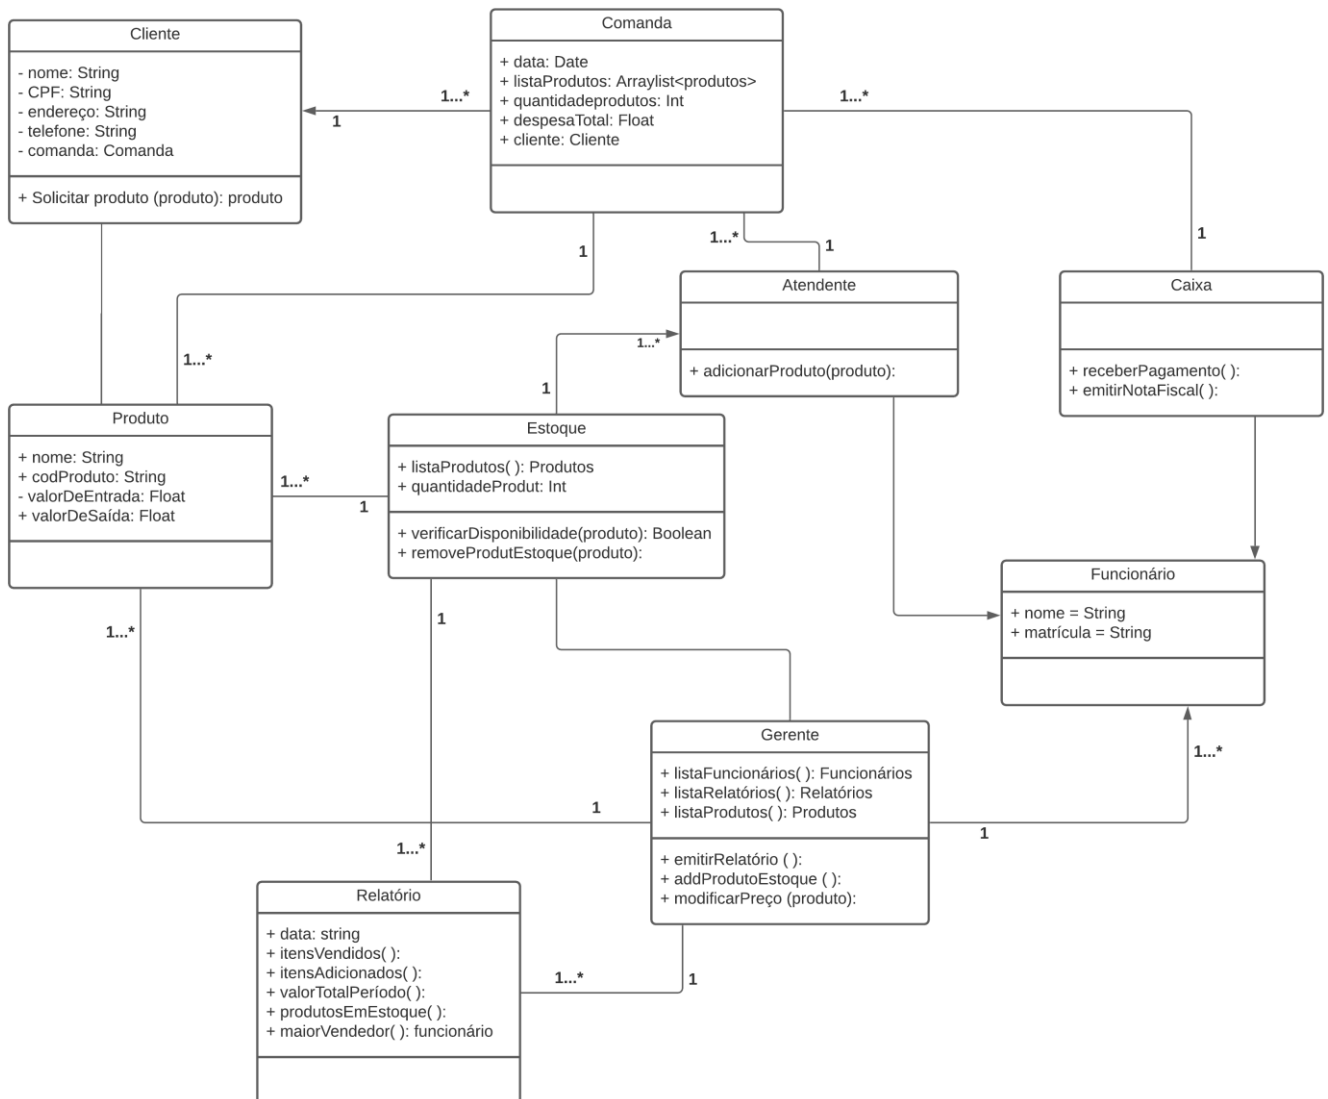 Cliente
- nome: String
- CPF: String
- endereço: String
- telefone: String
- comanda: Comanda
+ Solicitar produto (produto): produto
Comanda
+ data: Date
+ listaProdutos: Arraylist<produtos>
+ quantidadeprodutos: Int
+ despesaTotal: Float
+ cliente: Cliente
1...*
1
1...*
1
1
1...*
1...*
1
Atendente
+ adicionarProduto(produto):
Caixa
+ receberPagamento( ):
+ emitirNotaFiscal( ):
1...*
1
Produto
+ nome: String
+ codProduto: String
- valorDeEntrada: Float
+ valorDeSaída: Float
1...*
1
Estoque
+ listaProdutos( ): Produtos
+ quantidadeProdut: Int
+ verificarDisponibilidade(produto): Boolean
+ removeProdutEstoque(produto):
Funcionário
+ nome = String
+ matrícula = String
1...*
1
1...*
1
1...*
1
Gerente
+ listaFuncionários( ): Funcionários
+ listaRelatórios( ): Relatórios
+ listaProdutos( ): Produtos
+ emitirRelatório ( ):
+ addProdutoEstoque ( ):
+ modificarPreço (produto):
1...*
Relatório
+ data: string
+ itensVendidos( ):
+ itensAdicionados( ):
+ valorTotalPeríodo( ):
+ produtosEmEstoque( ):
+ maiorVendedor( ): funcionário
1...*
1